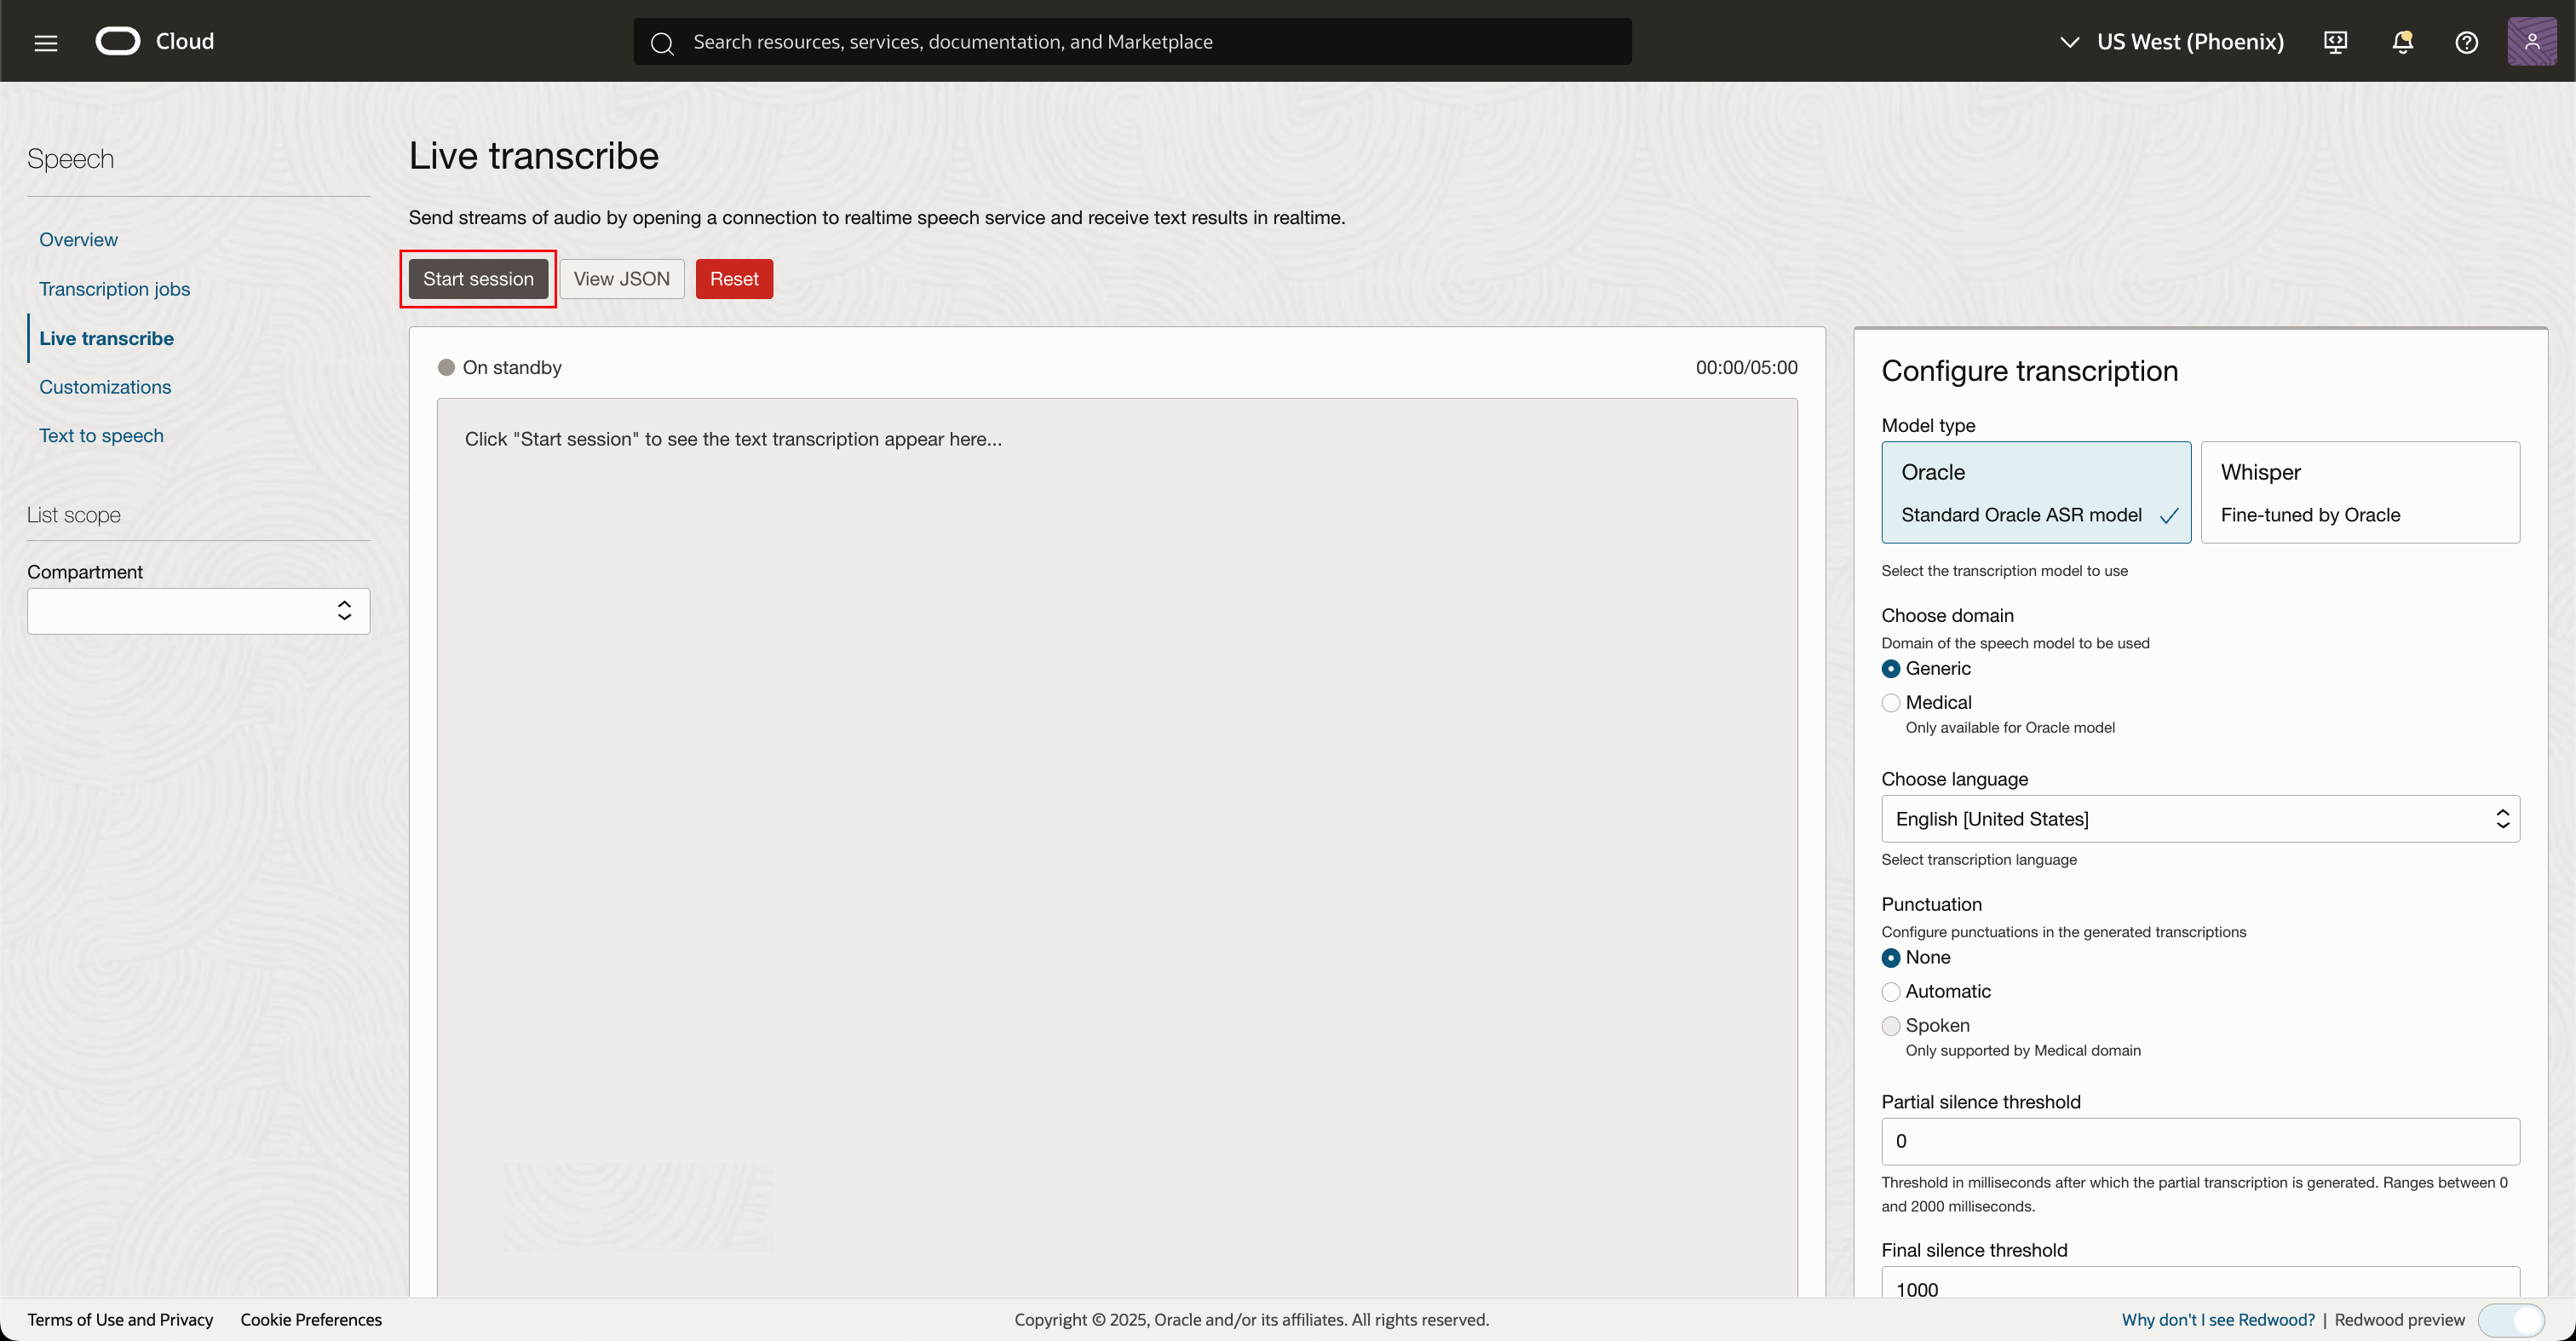 Cloud
Search resources, services, documentation, and Marketplace
US West (Phoenix)
Speech
Overview
Transcription jobs
Live transcribe
Customizations
Text to speech
List scope
Compartment
Live transcribe
Send streams of audio by opening a connection to realtime speech service and receive text results in realtime.
Start session
View JSON
Reset
On standby
00:00/05:00
Click "Start session" to see the text transcription appear here...
Configure transcription
Model type
Oracle
Standard Oracle ASR model
Whisper
Fine-tuned by Oracle
Select the transcription model to use
Choose domain
Domain of the speech model to be used
Generic
Medical
Only available for Oracle model
Choose language
English [United States]
Select transcription language
Punctuation
Configure punctuations in the generated transcriptions
None
Automatic
Spoken
Only supported by Medical domain
Partial silence threshold
0
Threshold in milliseconds after which the partial transcription is generated. Ranges between 0
and 2000 milliseconds.
Final silence threshold
1000
Terms of Use and Privacy
Cookie Preferences
Copyright © 2025, Oracle and/or its affiliates. All rights reserved.
Why don't I see Redwood? | Redwood preview